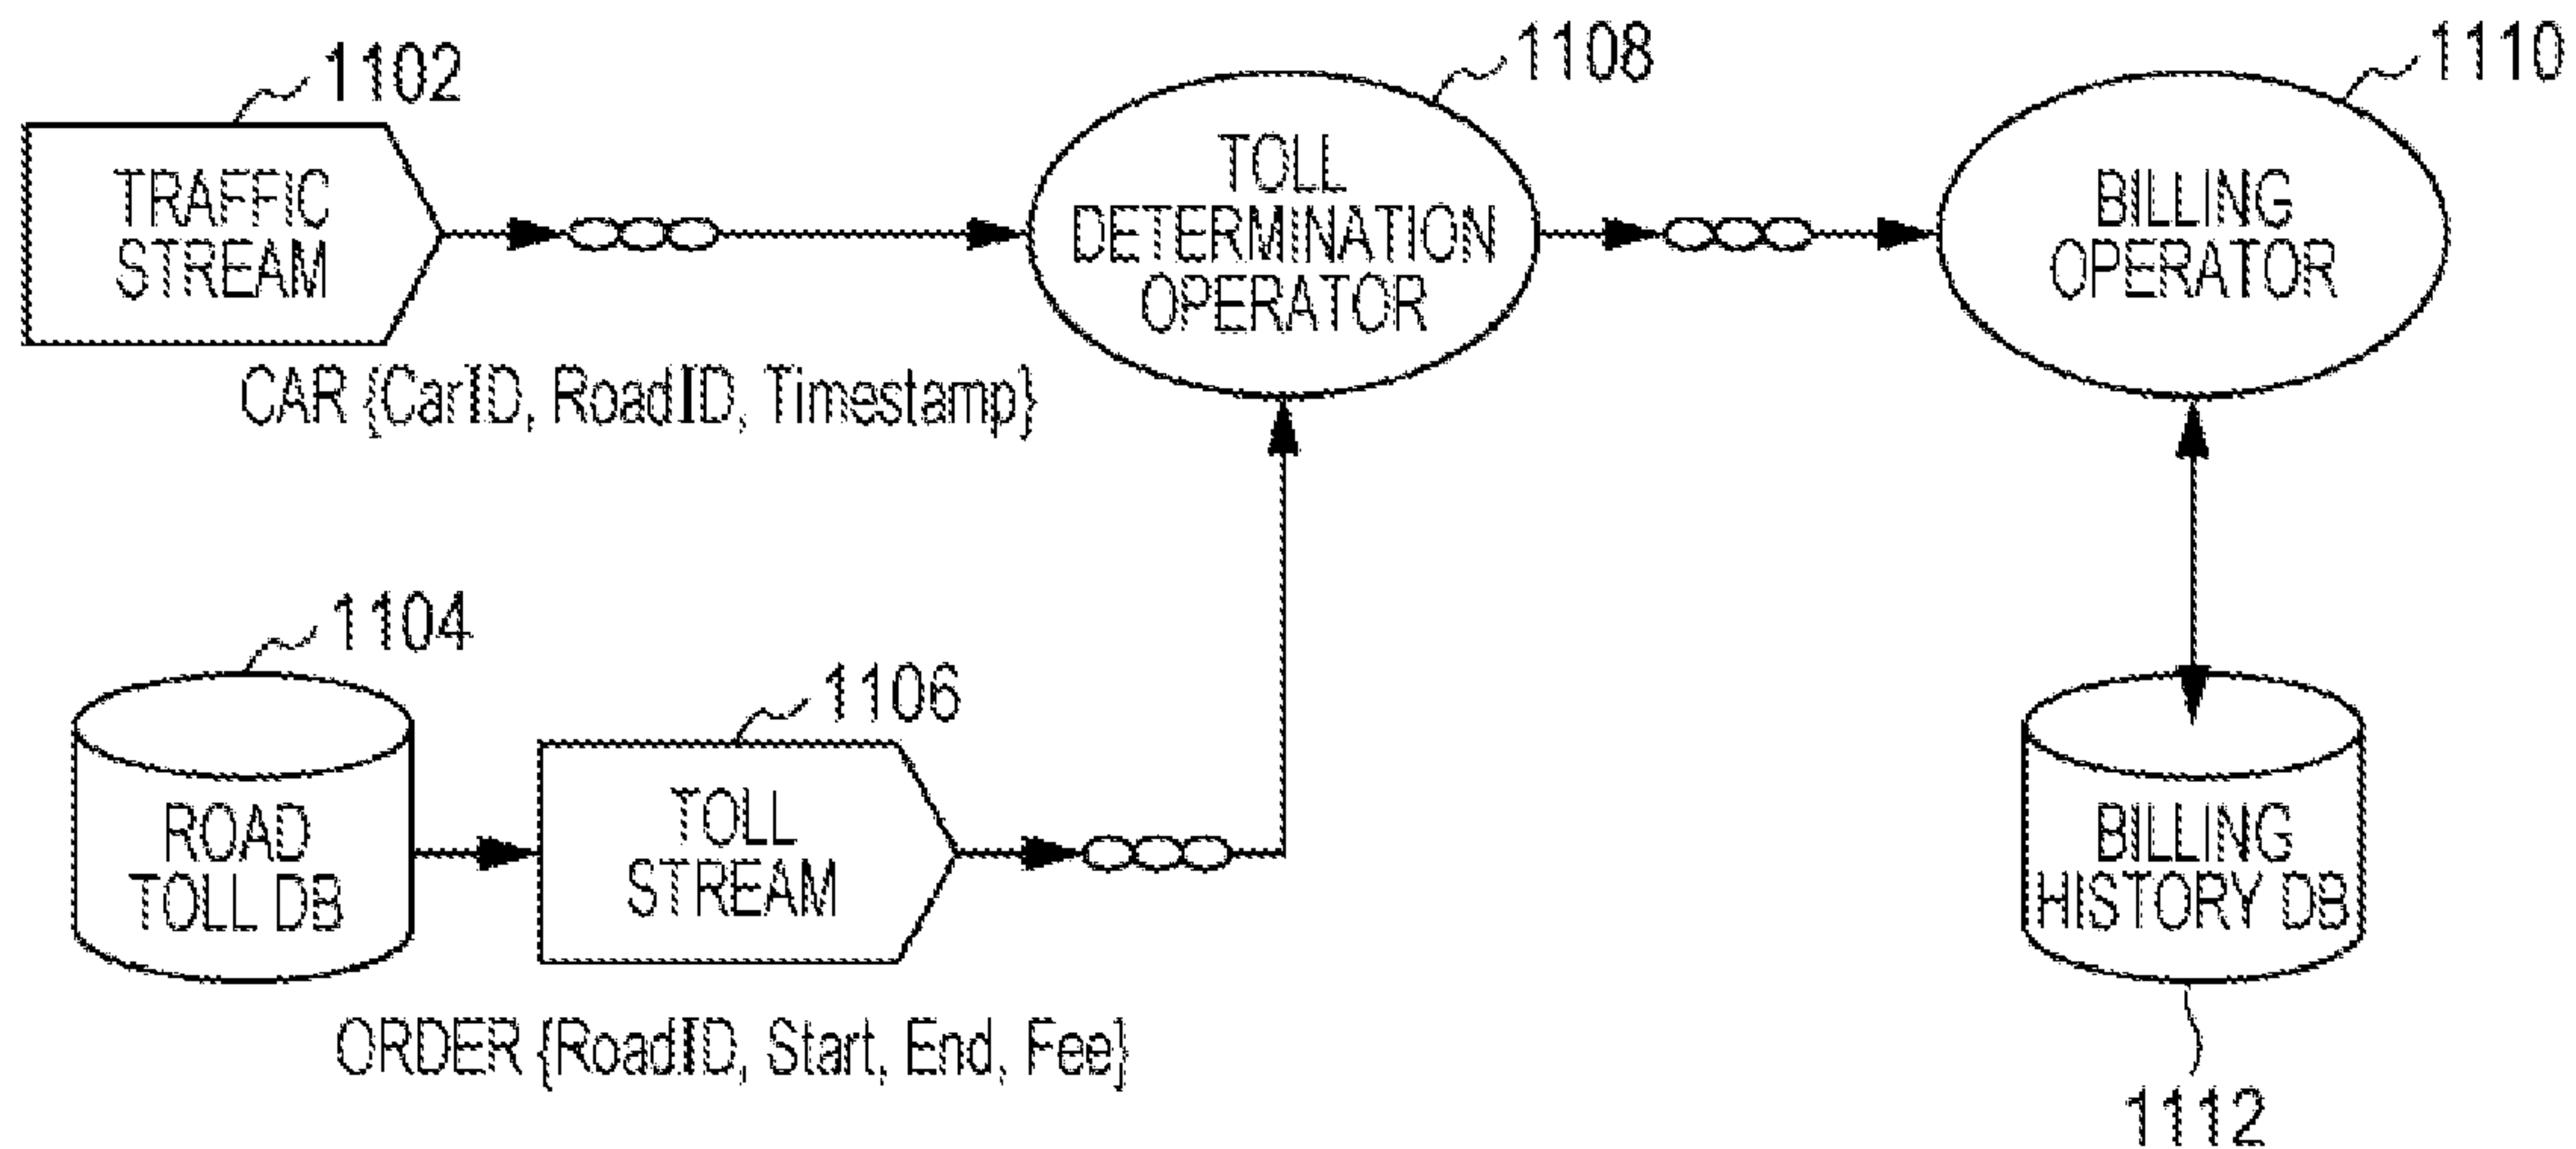 1102
TRAFFIC
STREAM
CAR {CarID, RoadID, Timestamp}
1108
TOLL
DETERMINATION
OPERATOR
1110
BILLING
OPERATOR
1104
ROAD
TOLL DB
1106
TOLL
STREAM
ORDER {RoadID, Start, End, Fee}
BILLING
HISTORY DB
1112